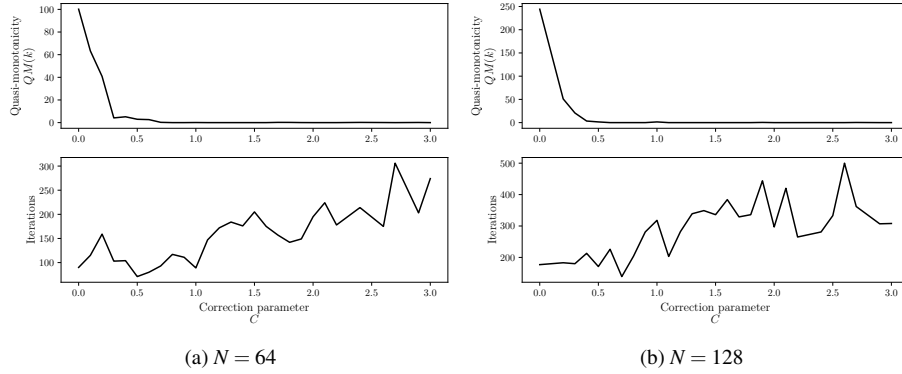 Quasi-monotonicity
QM(k)
100
80
60
40
20
0
0.0 0.5 1.0 1.5 2.0 2.5 3.0
Iterations
300
250
200
150
100
0.0 0.5 1.0 1.5 2.0 2.5 3.0
Correction parameter
C
(a) N = 64
Quasi-monotonicity
QM(k)
250
200
150
100
50
0
0.0 0.5 1.0 1.5 2.0 2.5 3.0
Iterations
500
400
300
200
0.0 0.5 1.0 1.5 2.0 2.5 3.0
Correction parameter
C
(b) N = 128